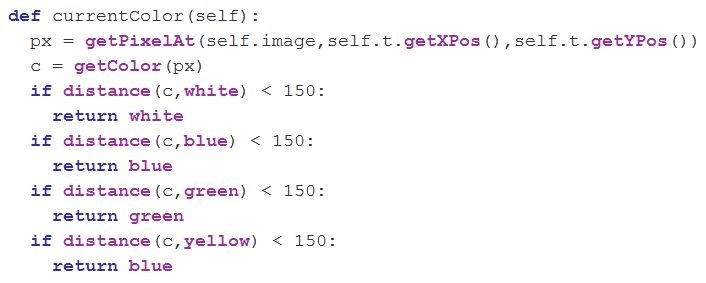 def currentColor(self):
  px = getPixelAt(self.image,self.t.getXPos(),self.t.getYPos())
  c = getColor(px)
  if distance(c,white) < 150:
    return white
  if distance(c,blue) < 150:
    return blue
  if distance(c,green) < 150:
    return green
  if distance(c,yellow) < 150:
    return blue